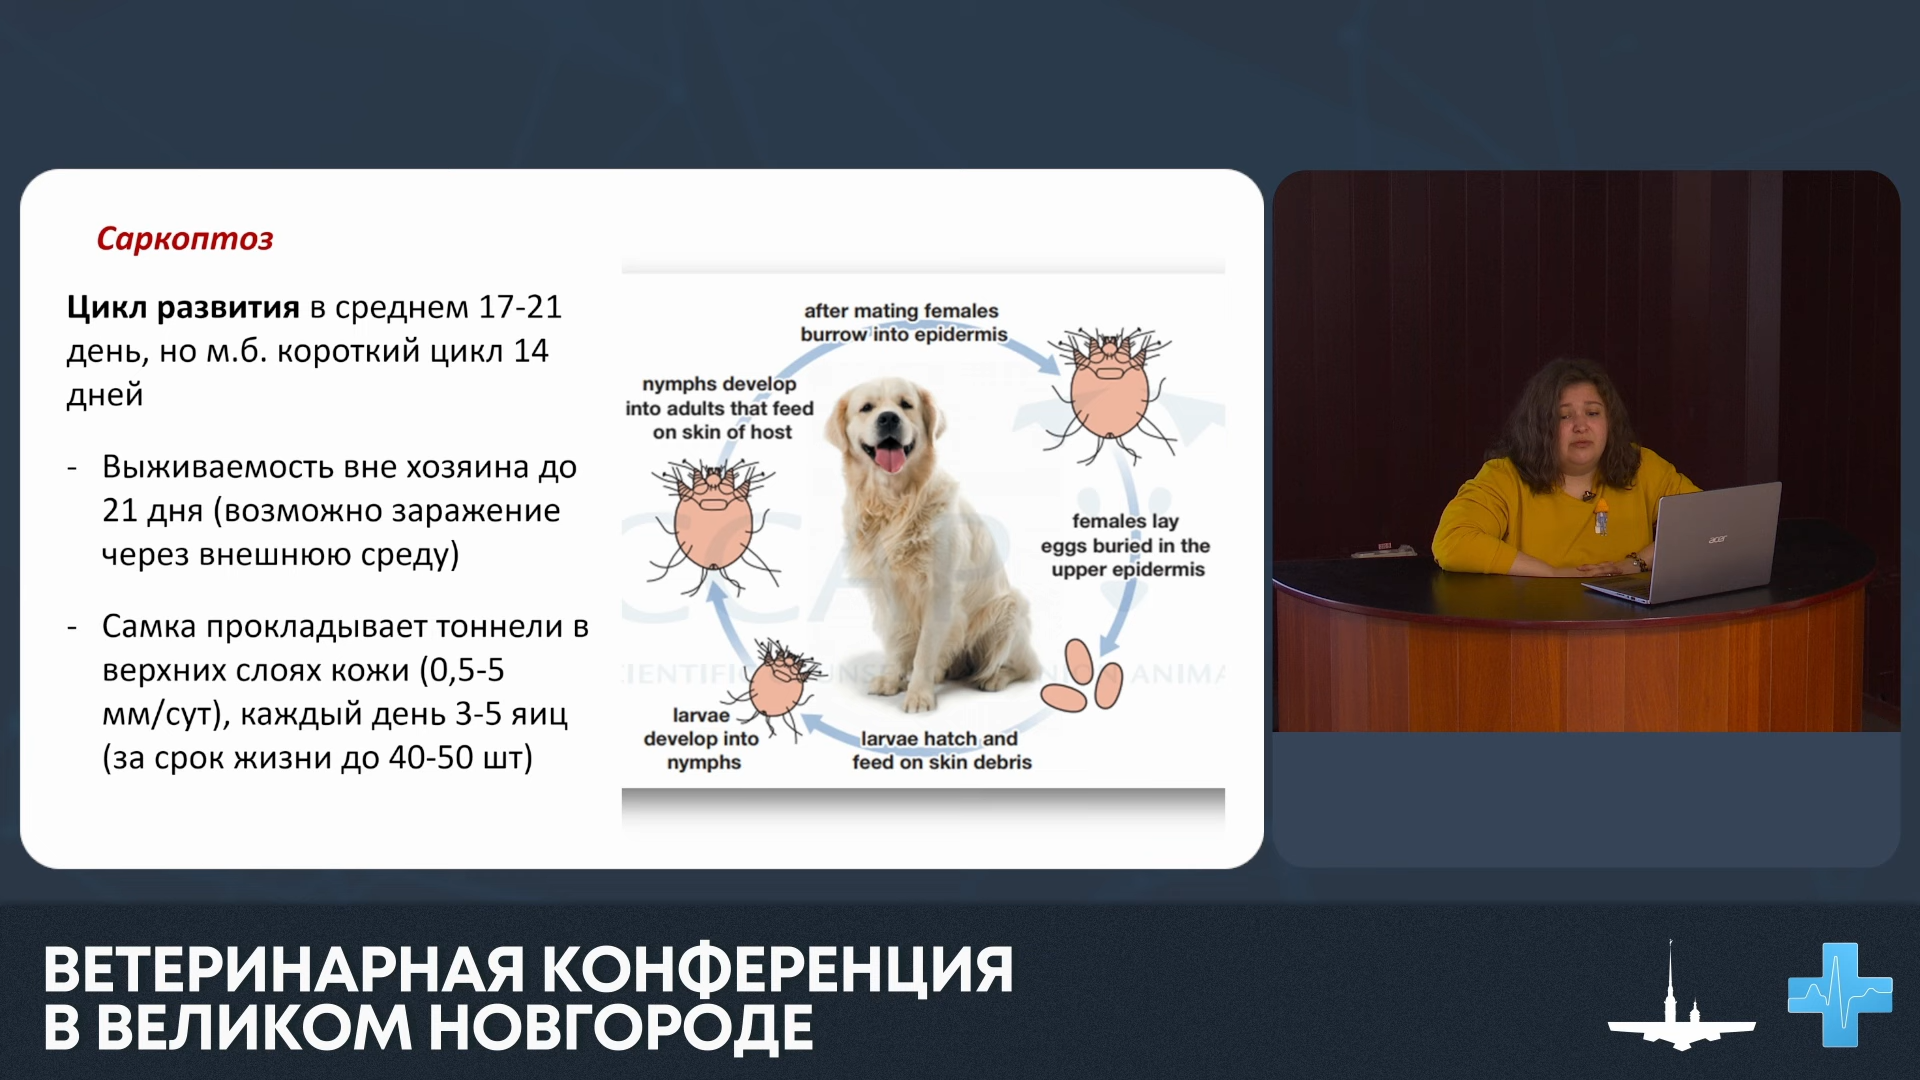 Саркоптоз
Цикл развития в среднем 17-21
день, но м.б. короткий цикл 14
дней
- Выживаемость вне хозяина до
21 дня (возможно заражение
через внешнюю среду)
- Самка прокладывает тоннели в
верхних слоях кожи (0,5-5
мм/сут), каждый день 3-5 яиц
(за срок жизни до 40-50 шт)
after mating females
burrow into epidermis
nymphs develop
into adults that feed
on skin of host
females lay
eggs buried in the
upper epidermis
larvae
develop into
nymphs
larvae hatch and
feed on skin debris
acer
ВЕТЕРИНАРНАЯ КОНФЕРЕНЦИЯ
В ВЕЛИКОМ НОВГОРОДЕ